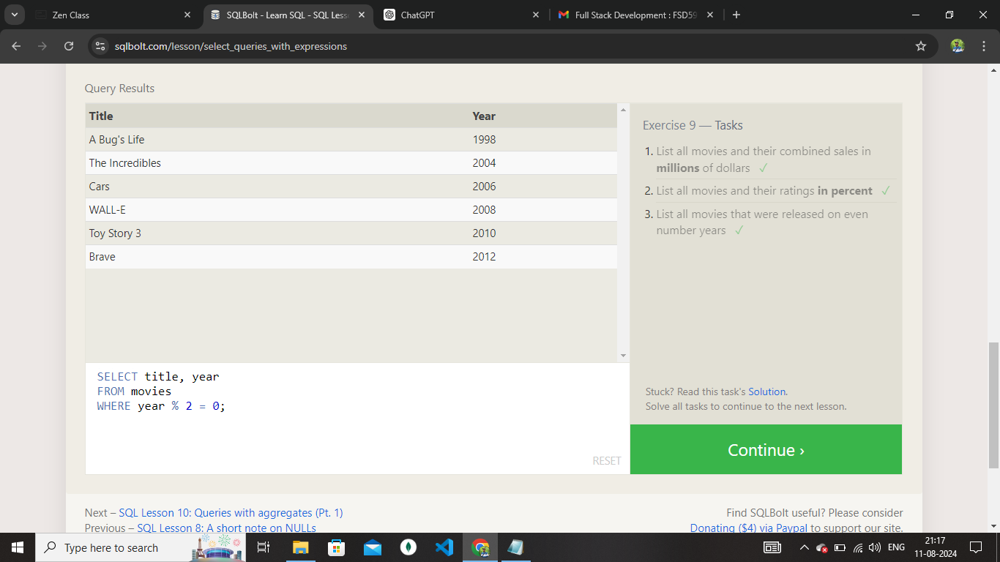 Zen Class
SQLBolt - Learn SQL - SQL Less
ChatGPT
Full Stack Development : FSD59
sqlbolt.com/lesson/select_queries_with_expressions
Query Results
Title Year
A Bug's Life 1998
The Incredibles 2004
Cars 2006
WALL-E 2008
Toy Story 3 2010
Brave 2012
SELECT title, year
FROM movies
WHERE year % 2 = 0;
RESET
Exercise 9 — Tasks
1. List all movies and their combined sales in
millions of dollars ✓
2. List all movies and their ratings in percent ✓
3. List all movies that were released on even
number years ✓
Stuck? Read this task's Solution.
Solve all tasks to continue to the next lesson.
Continue ›
Next – SQL Lesson 10: Queries with aggregates (Pt. 1)
Previous – SQL Lesson 8: A short note on NULLs
Find SQLBolt useful? Please consider
Donating ($4) via Paypal to support our site.
Type here to search
ENG
21:17
11-08-2024